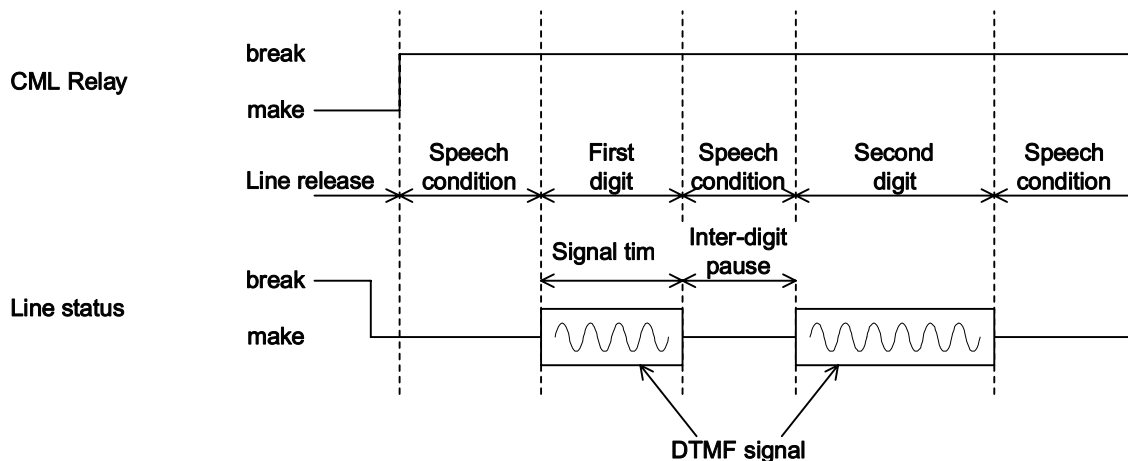 break
CML Relay
make
Speech
condition
First
digit
Speech
condition
Second
digit
Speech
condition
Line release
Signal tim
Inter-digit
pause
break
Line status
make
DTMF signal